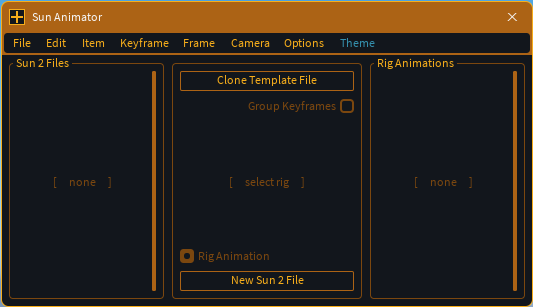 Sun Animator
File Edit Item Keyframe Frame Camera Options Theme
Sun 2 Files
Clone Template File
Rig Animations
Group Keyframes
[ none ]
[ select rig ]
[ none ]
Rig Animation
New Sun 2 File